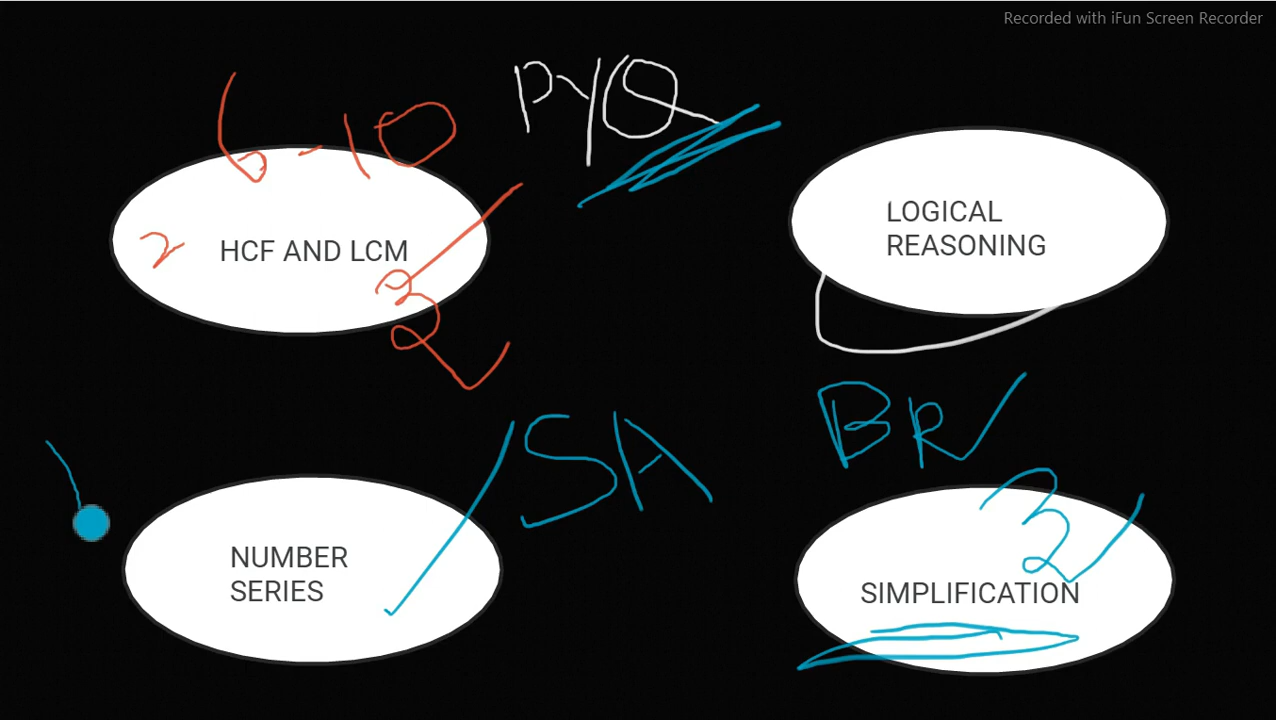 Recorded with iFun Screen Recorder
PYQ
6-10
2 HCF AND LCM
3
2
LOGICAL
REASONING
SA
BR
3
2
NUMBER
SERIES
SIMPLIFICATION